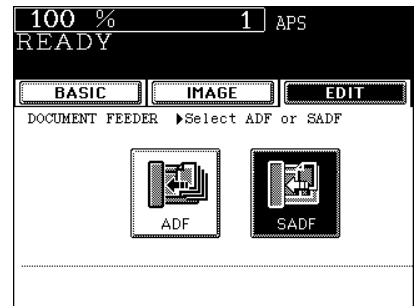 100 % 1 APS
READY
BASIC IMAGE EDIT
DOCUMENT FEEDER ▶Select ADF or SADF
ADF SADF